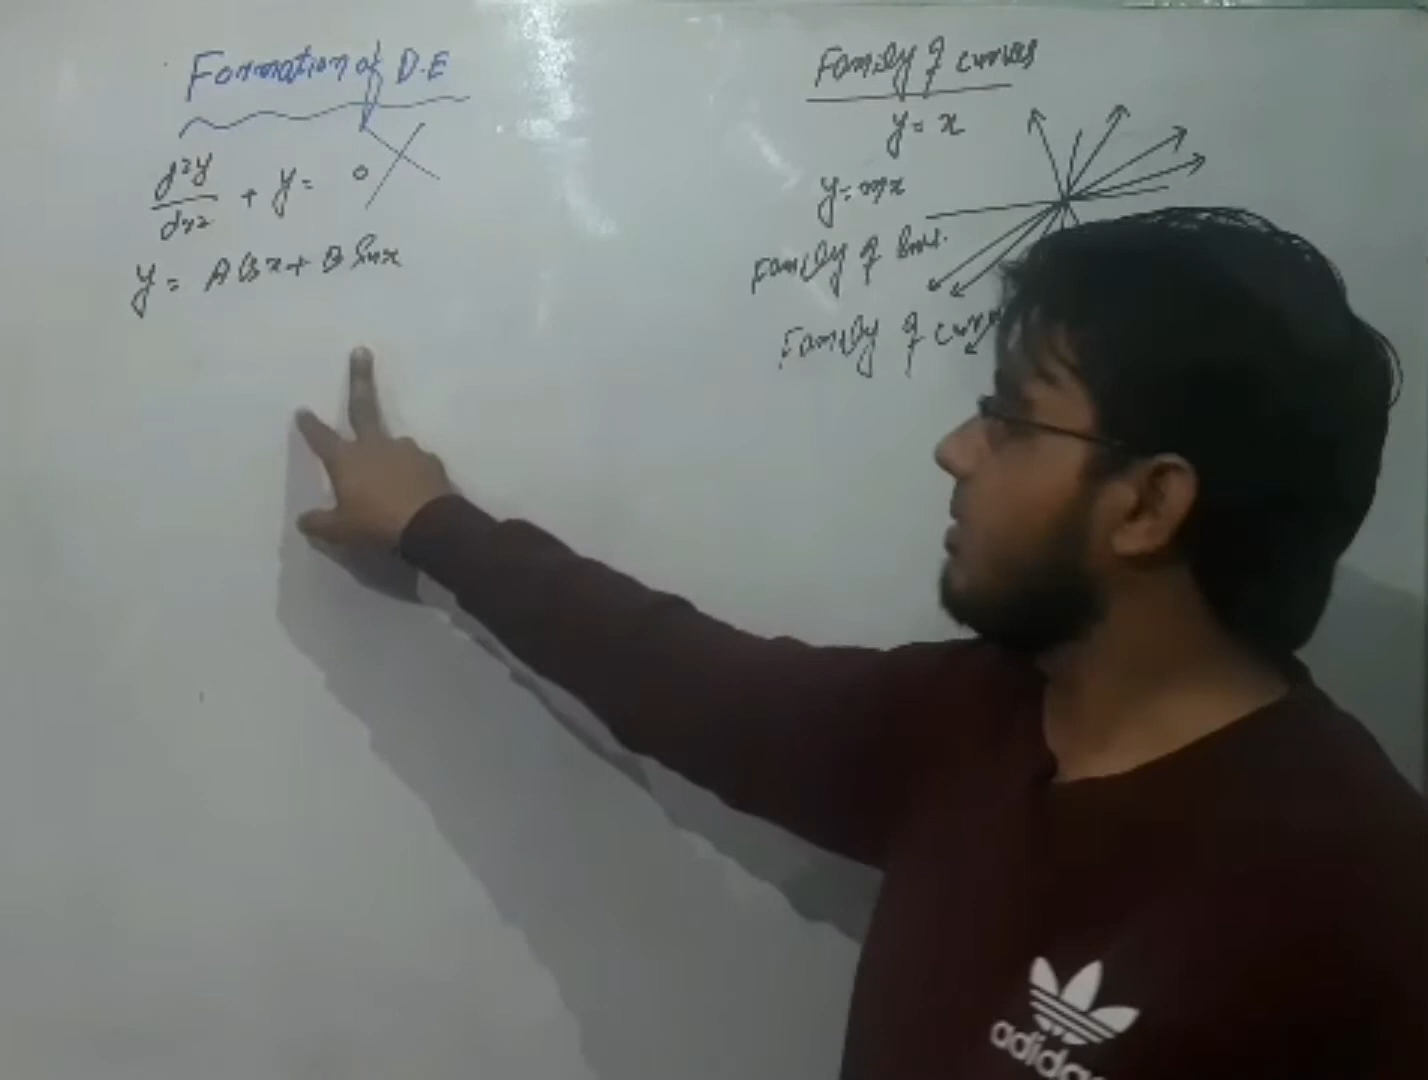 Formation of D.E
d²y/dx² + y = 0
y = A Cos x + B Sin x
Family of curves
y = x
y = mx
Family of lines.
Family of curves
adidas